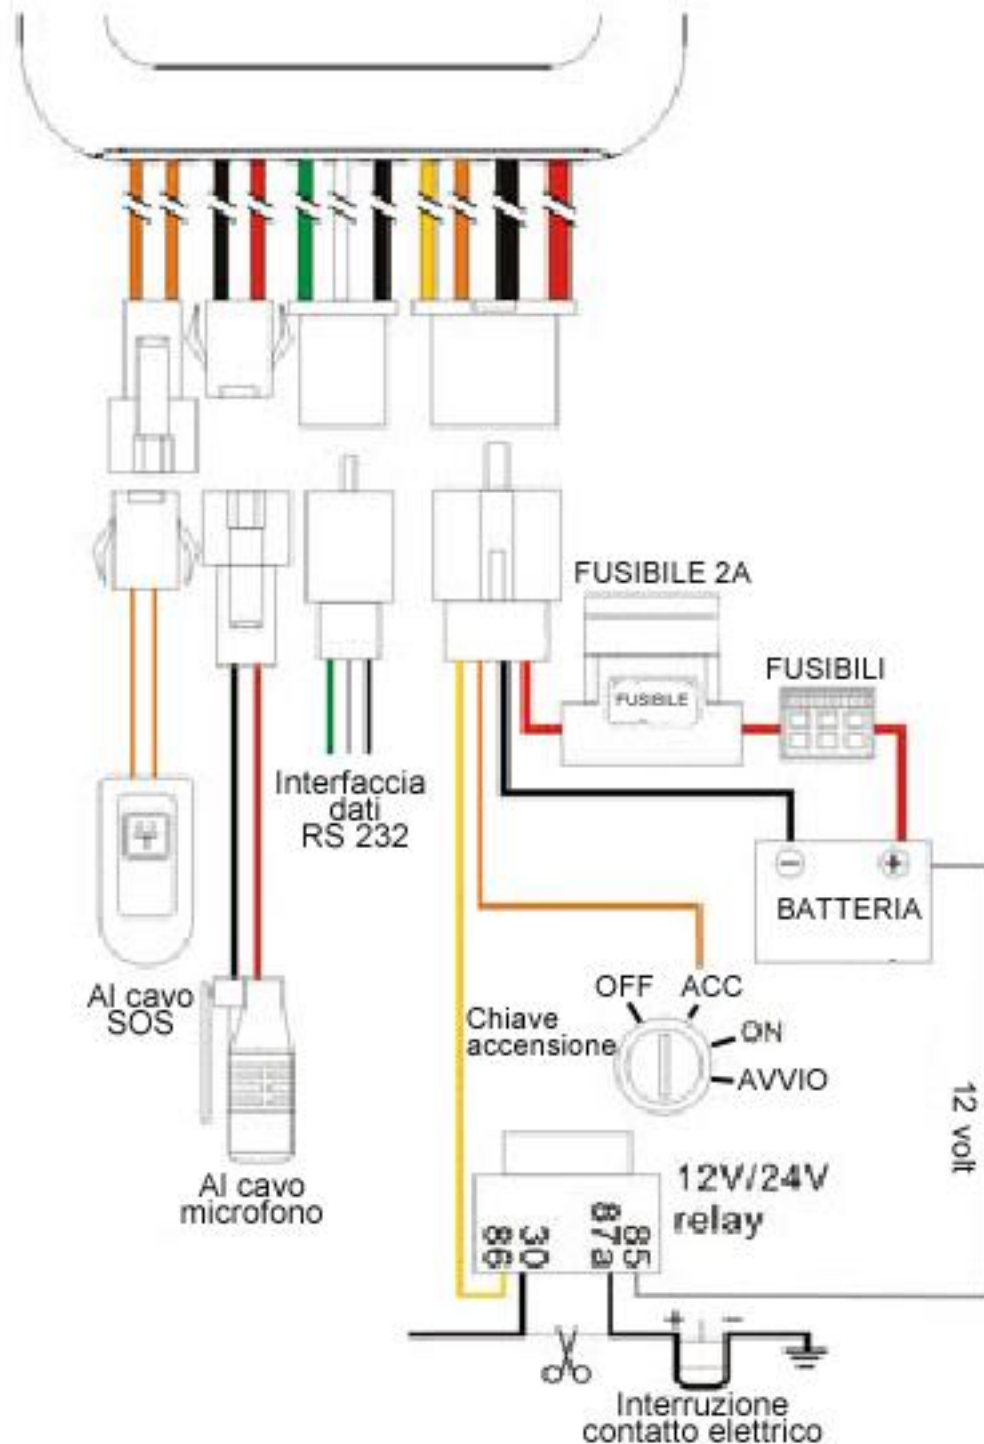 FUSIBILE 2A
FUSIBILE
FUSIBILI
Interfaccia
dati
RS 232
BATTERIA
Al cavo
SOS
OFF ACC
Chiave
accensione
ON
AVVIO
12 volt
Al cavo
microfono
12V/24V
relay
86
30
87a
85
+ -
Interruzione
contatto elettrico